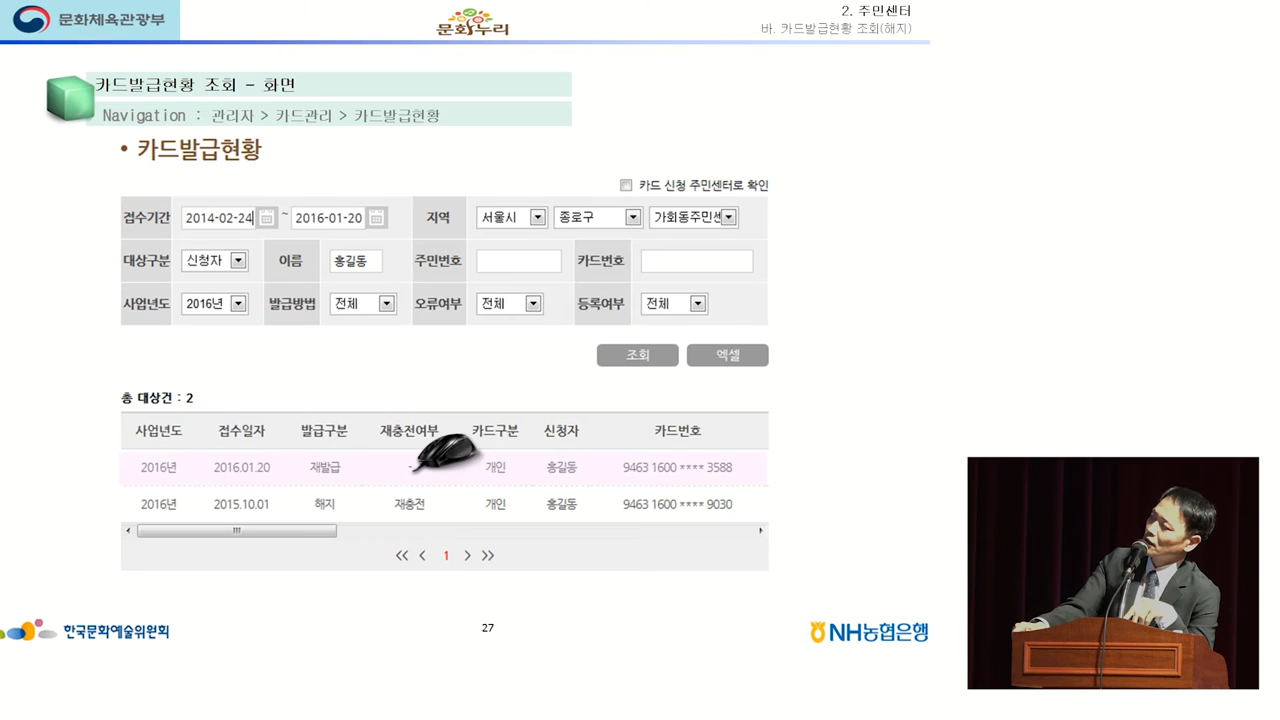 문화체육관광부
문화누리
2. 주민센터
바. 카드발급현황 조회(해지)
카드발급현황 조회 - 화면
Navigation : 관리자 > 카드관리 > 카드발급현황
• 카드발급현황
카드 신청 주민센터로 확인
접수기간 2014-02-24 ~ 2016-01-20 지역 서울시 종로구 가회동주민센
대상구분 신청자 이름 홍길동 주민번호 카드번호
사업년도 2016년 발급방법 전체 오류여부 전체 등록여부 전체
조회 엑셀
총 대상건 : 2
사업년도 접수일자 발급구분 재충전여부 카드구분 신청자 카드번호
2016년 2016.01.20 재발급 - 개인 홍길동 9463 1600 **** 3588
2016년 2015.10.01 해지 재충전 개인 홍길동 9463 1600 **** 9030
<< < 1 > >>
한국문화예술위원회
27
NH농협은행